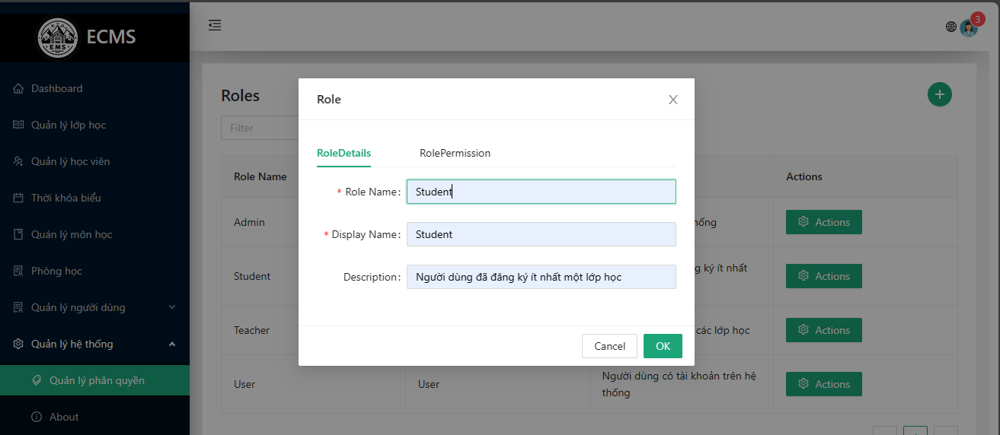 ECMS
EMS
3
Dashboard
Quản lý lớp học
Quản lý học viên
Thời khóa biểu
Quán lý môn học
Phòng học
Quản lý người dùng
Quản lý hệ thống
Quản lý phân quyền
About
Roles
Filter
Role Name
Actions
Admin
hống
Actions
Student
g ký ít nhất
Actions
Teacher
các lớp học
Actions
User
User
Người dùng có tài khoản trên hệ
thống
Actions
Role
RoleDetails
RolePermission
* Role Name:
Student
* Display Name:
Student
Description:
Người dùng đã đăng ký ít nhất một lớp học
Cancel
OK